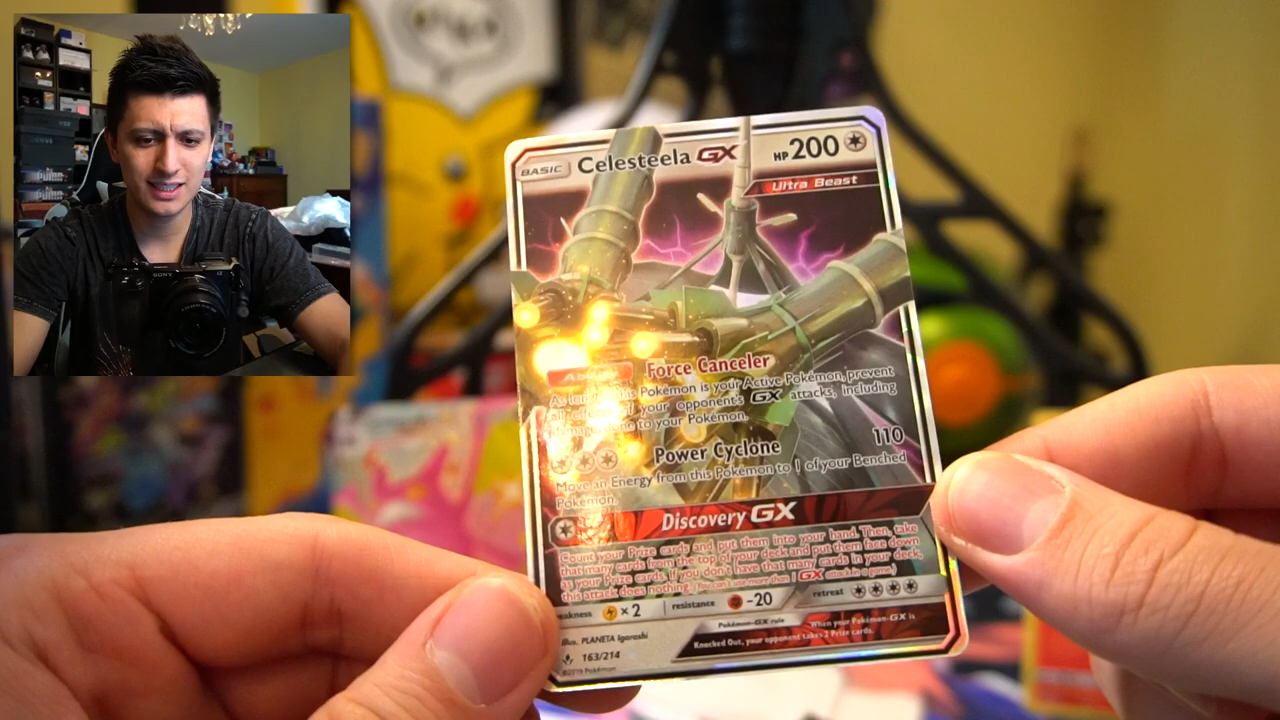 SONY
BASIC Celesteela GX HP 200
Ultra Beast
Force Canceler
As long as this Pokémon is your Active Pokémon, prevent
all effects of your opponent's GX attacks, including
damage, done to your Pokémon.
Power Cyclone 110
Move an Energy from this Pokémon to 1 of your Benched
Pokémon.
Discovery GX
Count your Prize cards and put them into your hand. Then, take
that many cards from the top of your deck and put them face down
as your Prize cards. If you don't have that many cards in your deck,
this attack does nothing. (You can't use more than 1 GX attack in a game.)
weakness ×2 resistance -20 retreat
Pokémon-GX rule When your Pokémon-GX is
Knocked Out, your opponent takes 2 Prize cards.
Illus. PLANETA Igarashi
163/214
©2019 Pokémon